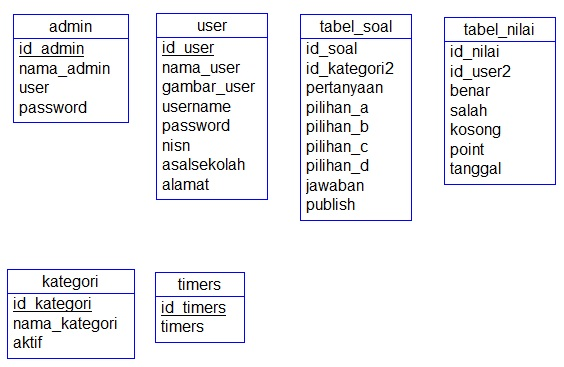 admin
id_admin
nama_admin
user
password
user
id_user
nama_user
gambar_user
username
password
nisn
asalsekolah
alamat
tabel_soal
id_soal
id_kategori2
pertanyaan
pilihan_a
pilihan_b
pilihan_c
pilihan_d
jawaban
publish
tabel_nilai
id_nilai
id_user2
benar
salah
kosong
point
tanggal
kategori
id_kategori
nama_kategori
aktif
timers
id_timers
timers